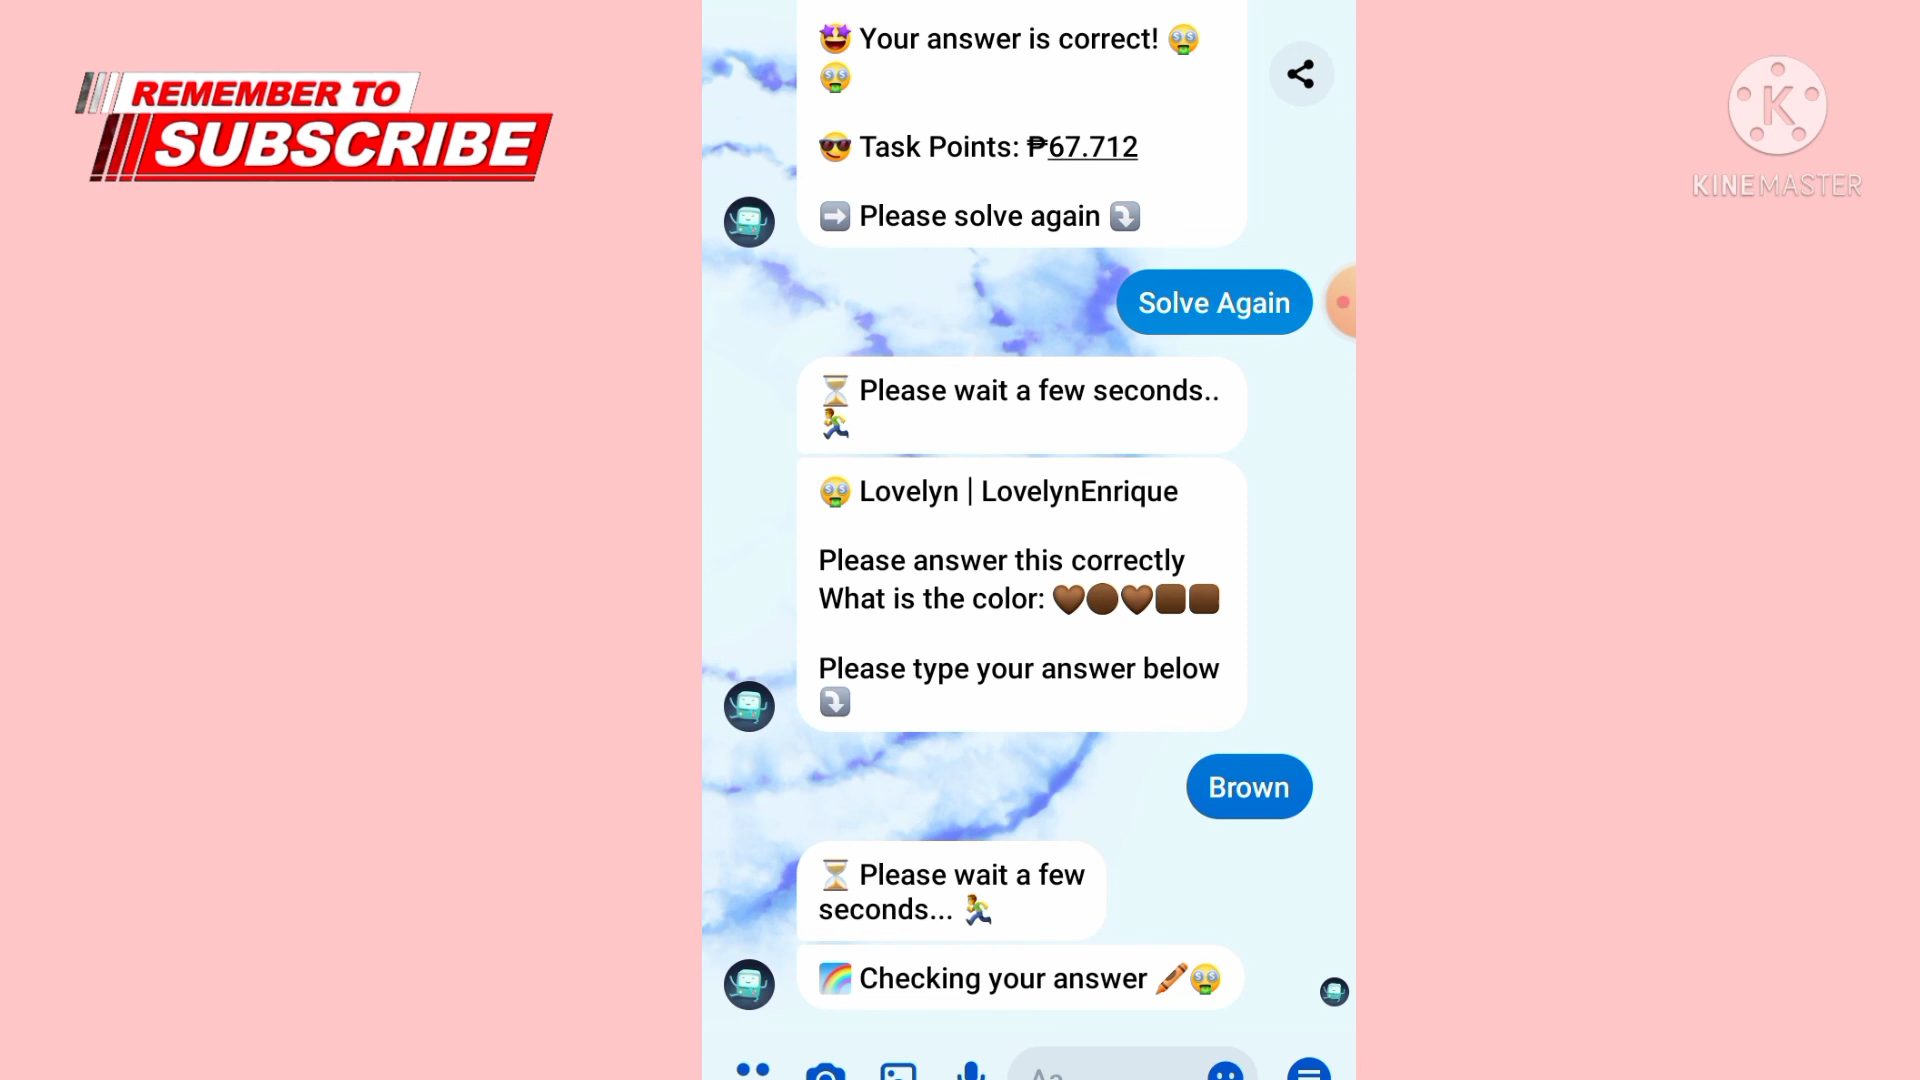 REMEMBER TO
SUBSCRIBE
KINEMASTER
🤩 Your answer is correct! 🤑
🤑
😎 Task Points: ₱67.712
➡️ Please solve again ⤵️
Solve Again
⏳ Please wait a few seconds..
🏃
🤑 Lovelyn | LovelynEnrique
Please answer this correctly
What is the color: 🤎🟤🤎🟫🟫
Please type your answer below
⤵️
Brown
⏳ Please wait a few
seconds... 🏃
🌈 Checking your answer 🖍️🤑
Aa